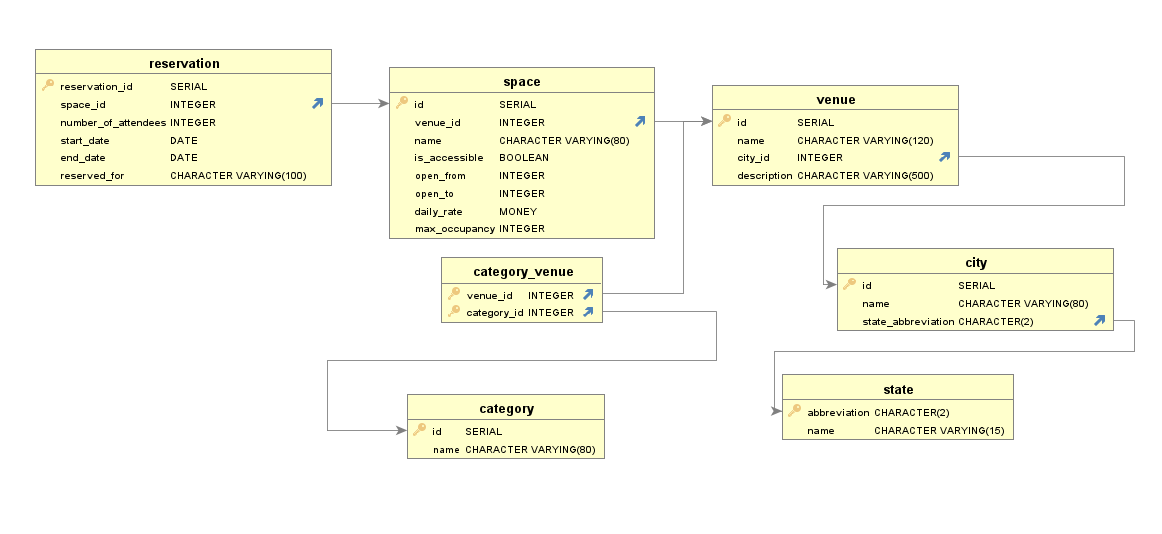 reservation
reservation_id SERIAL
space_id INTEGER
number_of_attendees INTEGER
start_date DATE
end_date DATE
reserved_for CHARACTER VARYING(100)
space
id SERIAL
venue_id INTEGER
name CHARACTER VARYING(80)
is_accessible BOOLEAN
open_from INTEGER
open_to INTEGER
daily_rate MONEY
max_occupancy INTEGER
venue
id SERIAL
name CHARACTER VARYING(120)
city_id INTEGER
description CHARACTER VARYING(500)
category_venue
venue_id INTEGER
category_id INTEGER
city
id SERIAL
name CHARACTER VARYING(80)
state_abbreviation CHARACTER(2)
category
id SERIAL
name CHARACTER VARYING(80)
state
abbreviation CHARACTER(2)
name CHARACTER VARYING(15)